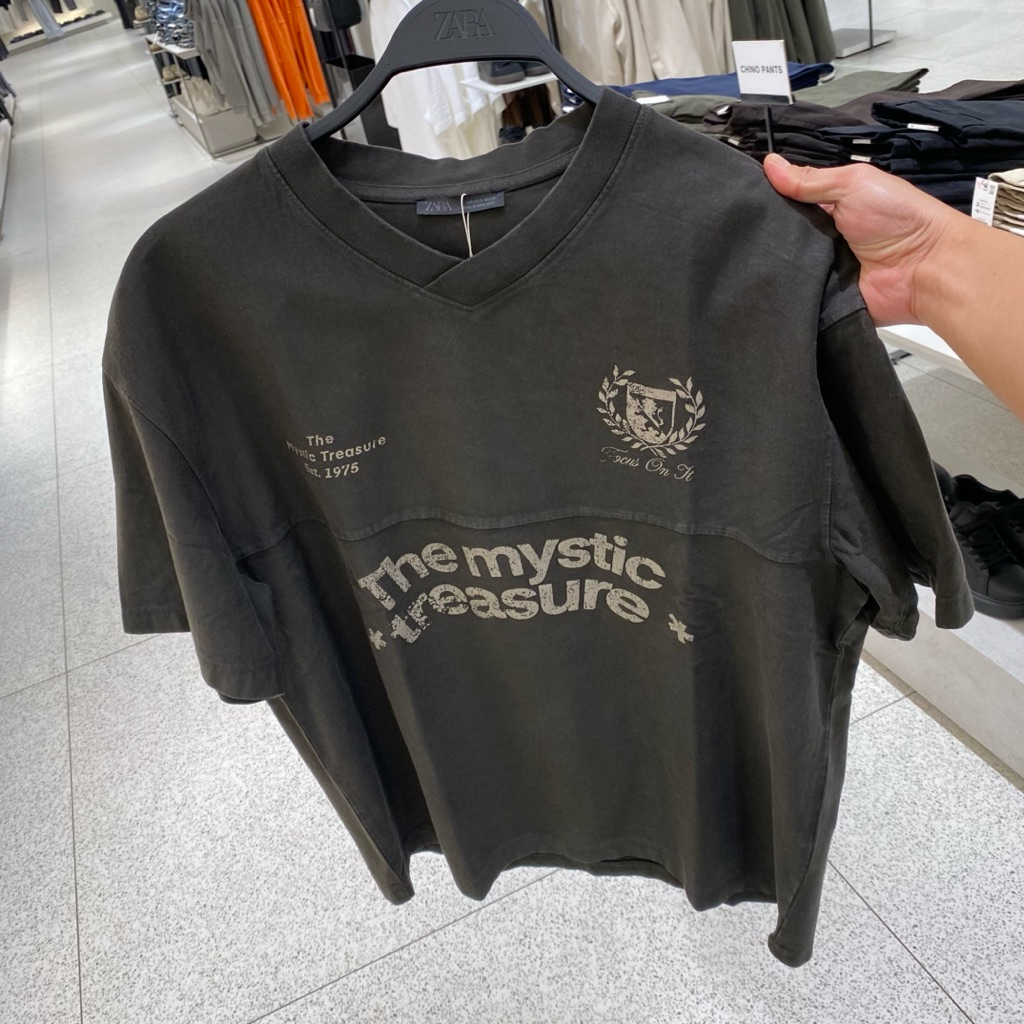 ZARA
CHINO PANTS
ZARA
The
Mystic Treasure
Est. 1975
Focus On It
The mystic
* treasure *